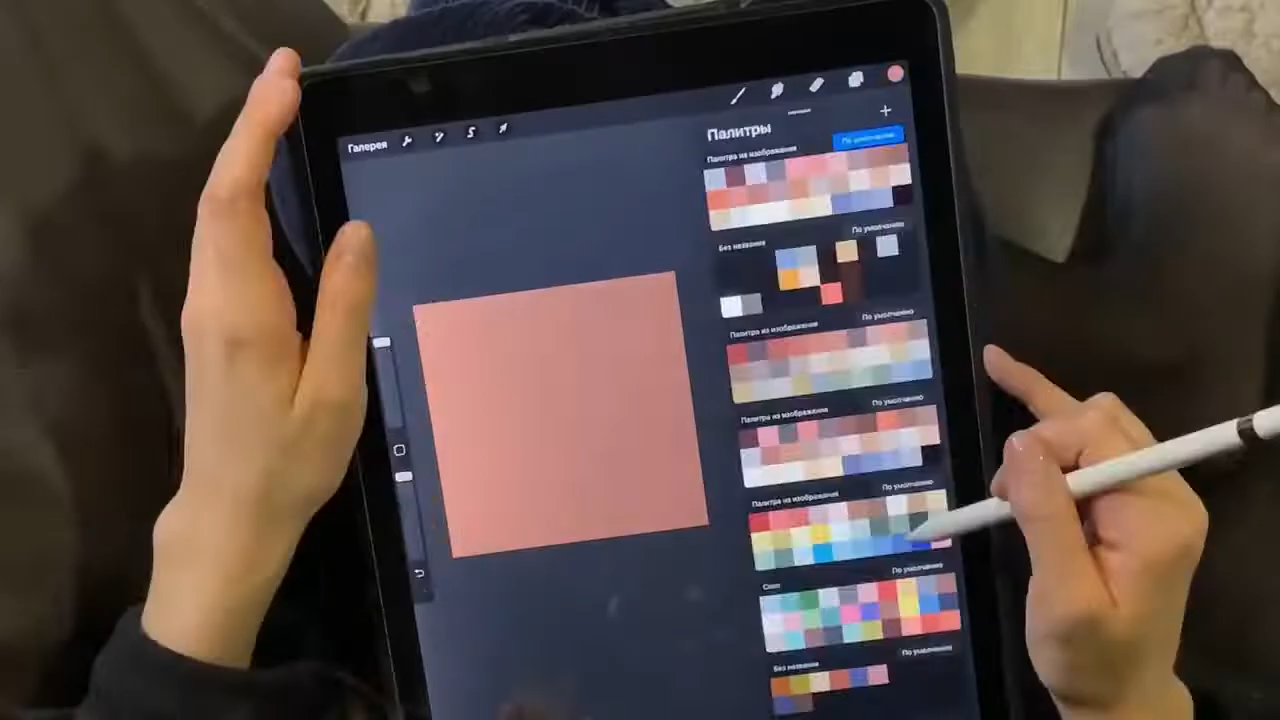 Галерея
Палитры
По умолчанию
Палитра из изображения
Без названия
По умолчанию
Палитра из изображения
По умолчанию
Палитра из изображения
По умолчанию
Палитра из изображения
По умолчанию
По умолчанию
Без названия
По умолчанию